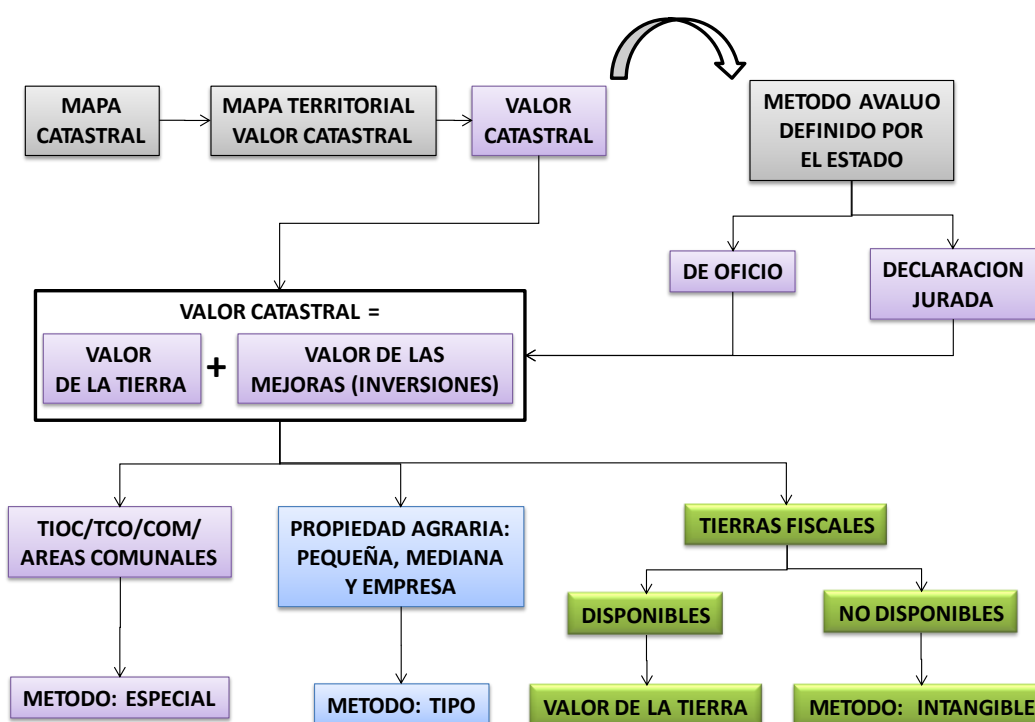 MAPA
CATASTRAL
MAPA TERRITORIAL
VALOR CATASTRAL
VALOR
CATASTRAL
METODO AVALUO
DEFINIDO POR
EL ESTADO
DE OFICIO
DECLARACION
JURADA
VALOR CATASTRAL =
VALOR
DE LA TIERRA
+
VALOR DE LAS
MEJORAS (INVERSIONES)
TIOC/TCO/COM/
AREAS COMUNALES
PROPIEDAD AGRARIA:
PEQUEÑA, MEDIANA
Y EMPRESA
TIERRAS FISCALES
DISPONIBLES
NO DISPONIBLES
METODO: ESPECIAL
METODO: TIPO
VALOR DE LA TIERRA
METODO: INTANGIBLE